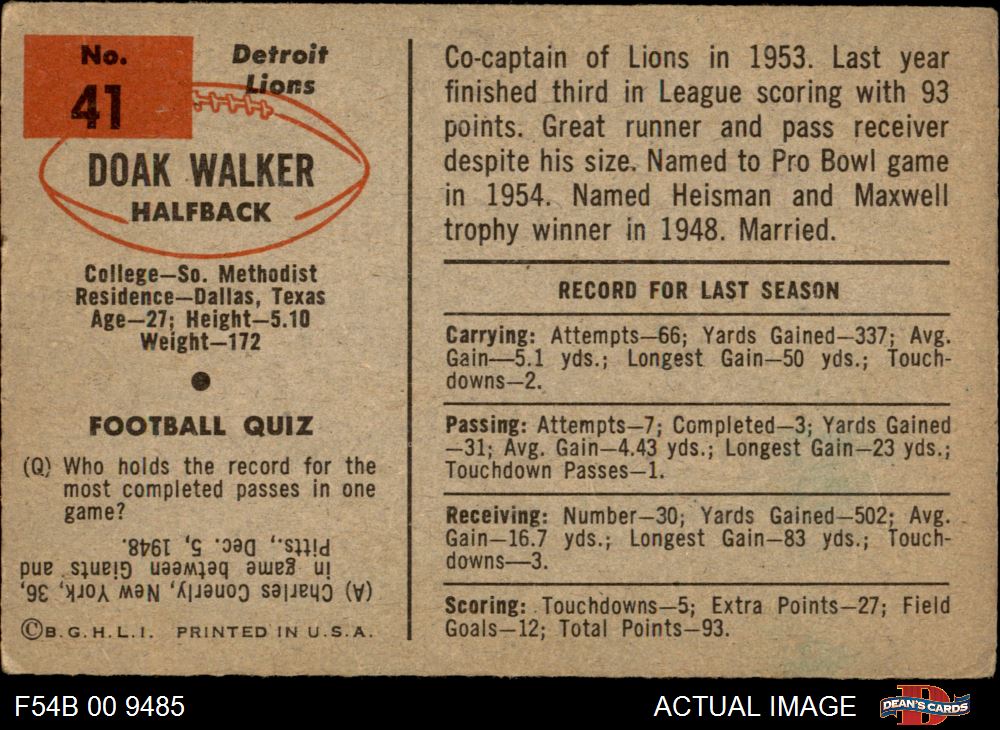 No.
41
Detroit
Lions
DOAK WALKER
HALFBACK
College—So. Methodist
Residence—Dallas, Texas
Age—27; Height—5.10
Weight—172
FOOTBALL QUIZ
(Q) Who holds the record for the
most completed passes in one
game?
(A) Charles Conerly, New York, 36,
in game between Giants and
Pitts., Dec. 5, 1948.
©B.G.H.L.I. PRINTED IN U.S.A.
Co-captain of Lions in 1953. Last year
finished third in League scoring with 93
points. Great runner and pass receiver
despite his size. Named to Pro Bowl game
in 1954. Named Heisman and Maxwell
trophy winner in 1948. Married.
RECORD FOR LAST SEASON
Carrying: Attempts—66; Yards Gained—337; Avg.
Gain—5.1 yds.; Longest Gain—50 yds.; Touch-
downs—2.
Passing: Attempts—7; Completed—3; Yards Gained
—31; Avg. Gain—4.43 yds.; Longest Gain—23 yds.;
Touchdown Passes—1.
Receiving: Number—30; Yards Gained—502; Avg.
Gain—16.7 yds.; Longest Gain—83 yds.; Touch-
downs—3.
Scoring: Touchdowns—5; Extra Points—27; Field
Goals—12; Total Points—93.
F54B 00 9485
ACTUAL IMAGE
D
DEAN'S CARDS